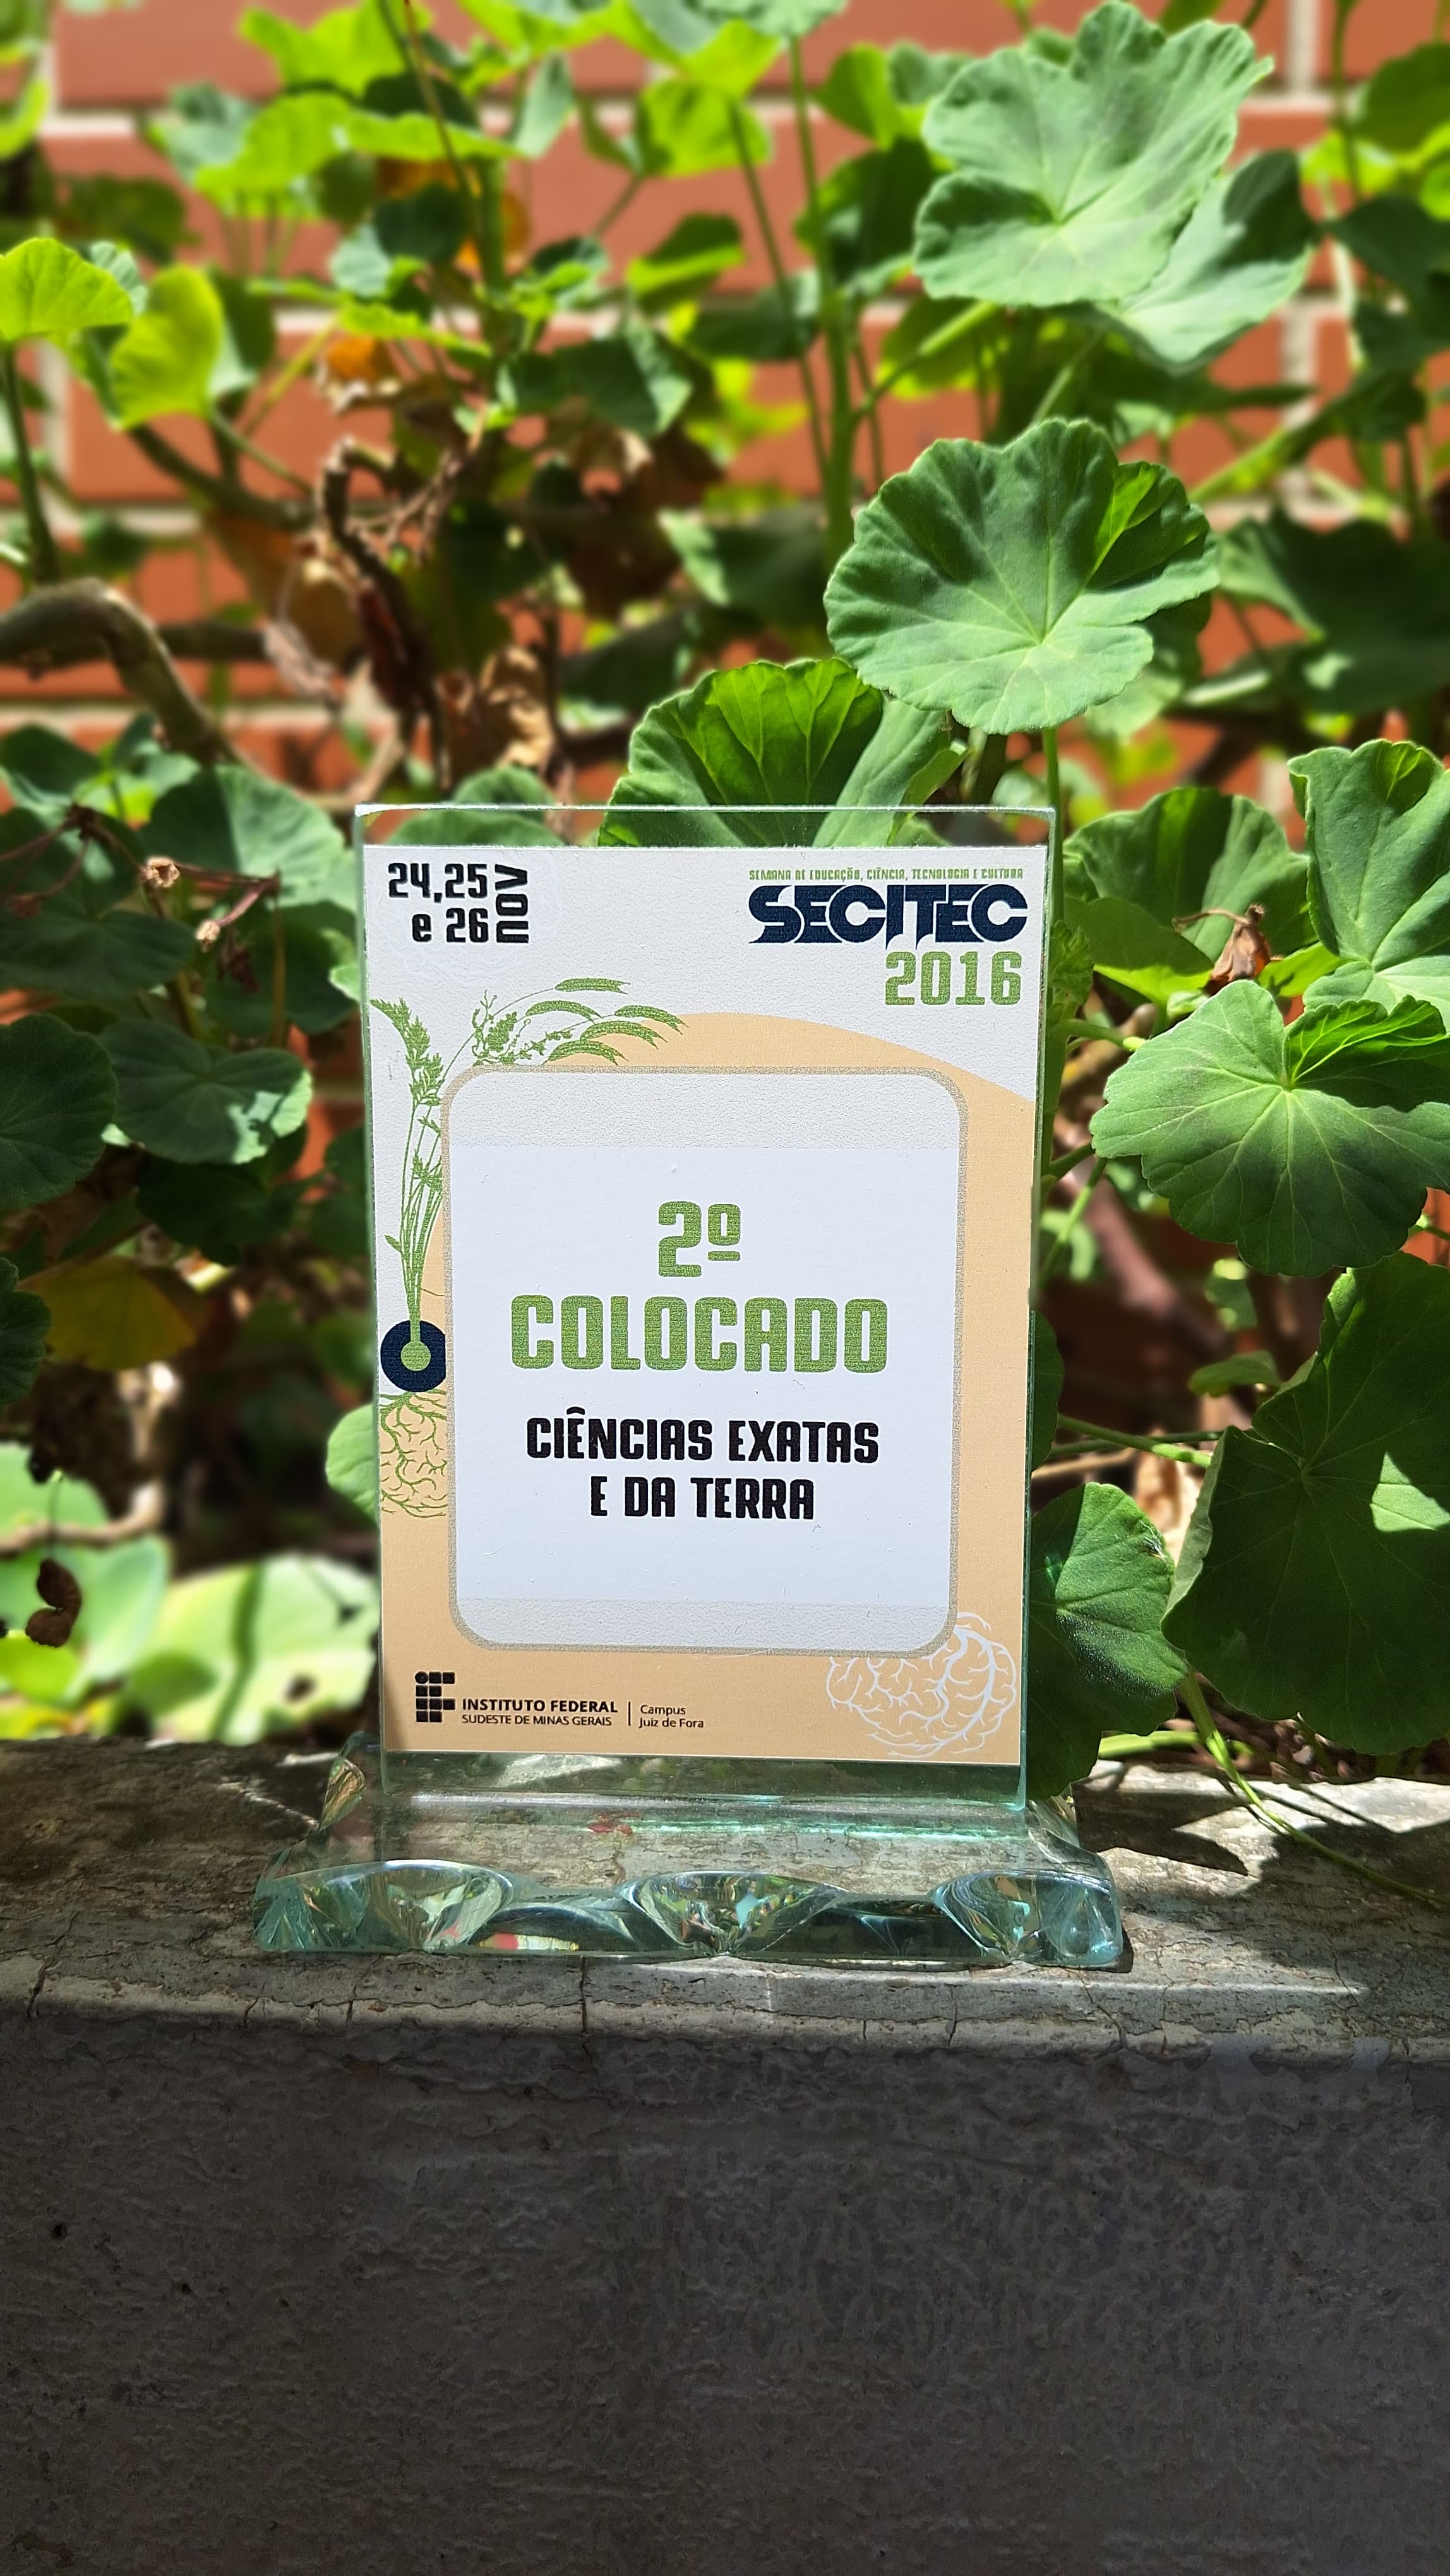 24,25
e 26
nov
SEMANA DE EDUCAÇÃO, CIÊNCIA, TECNOLOGIA E CULTURA
SECITEC
2016
2º
COLOCADO
CIÊNCIAS EXATAS
E DA TERRA
INSTITUTO FEDERAL
SUDESTE DE MINAS GERAIS
Campus
Juiz de Fora